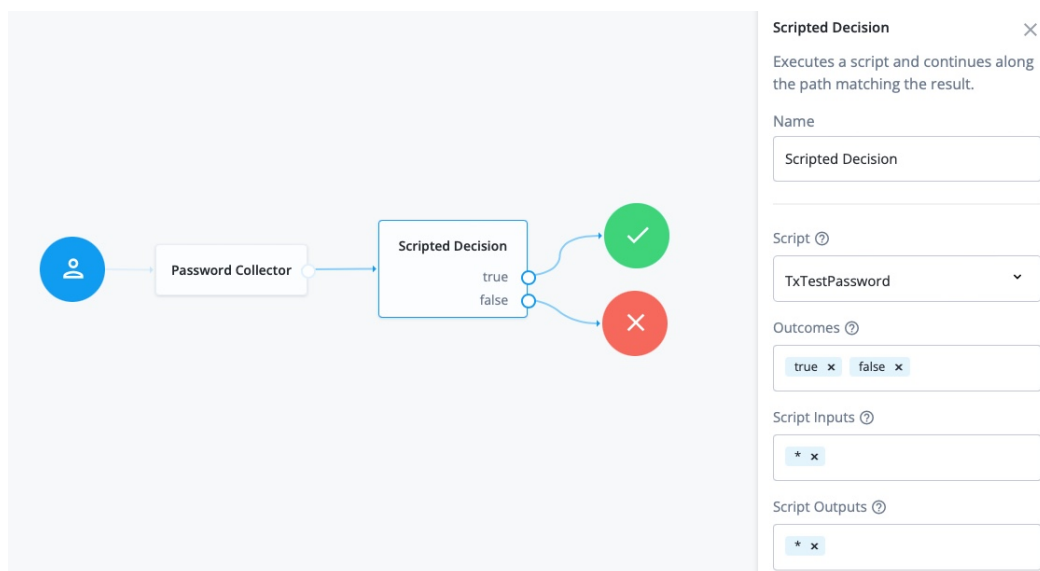 Password Collector
Scripted Decision
true
false
Scripted Decision
Executes a script and continues along
the path matching the result.
Name
Scripted Decision
Script
TxTestPassword
Outcomes
true × false ×
Script Inputs
* ×
Script Outputs
* ×